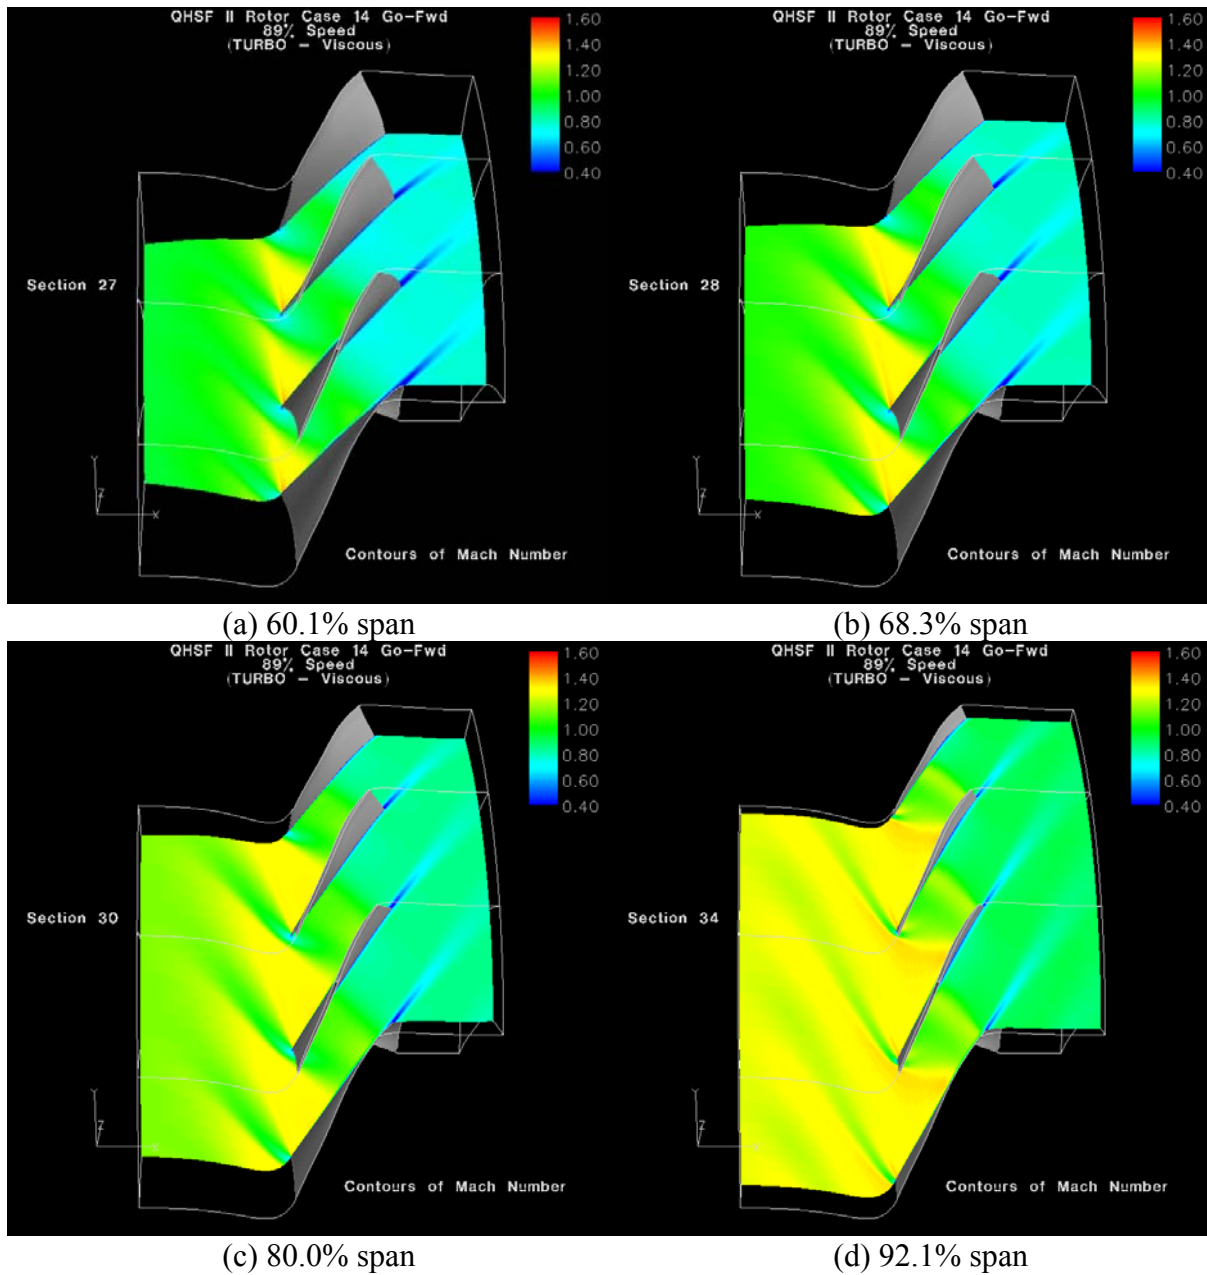 QHSF II Rotor Case 14 Go-Fwd
89% Speed
(TURBO - Viscous)
1.60
1.40
1.20
1.00
0.80
0.60
0.40
Section 27
Y
Z
X
Contours of Mach Number
(a) 60.1% span
QHSF II Rotor Case 14 Go-Fwd
89% Speed
(TURBO - Viscous)
1.60
1.40
1.20
1.00
0.80
0.60
0.40
Section 28
Y
Z
X
Contours of Mach Number
(b) 68.3% span
QHSF II Rotor Case 14 Go-Fwd
89% Speed
(TURBO - Viscous)
1.60
1.40
1.20
1.00
0.80
0.60
0.40
Section 30
Y
Z
X
Contours of Mach Number
(c) 80.0% span
QHSF II Rotor Case 14 Go-Fwd
89% Speed
(TURBO - Viscous)
1.60
1.40
1.20
1.00
0.80
0.60
0.40
Section 34
Y
Z
X
Contours of Mach Number
(d) 92.1% span